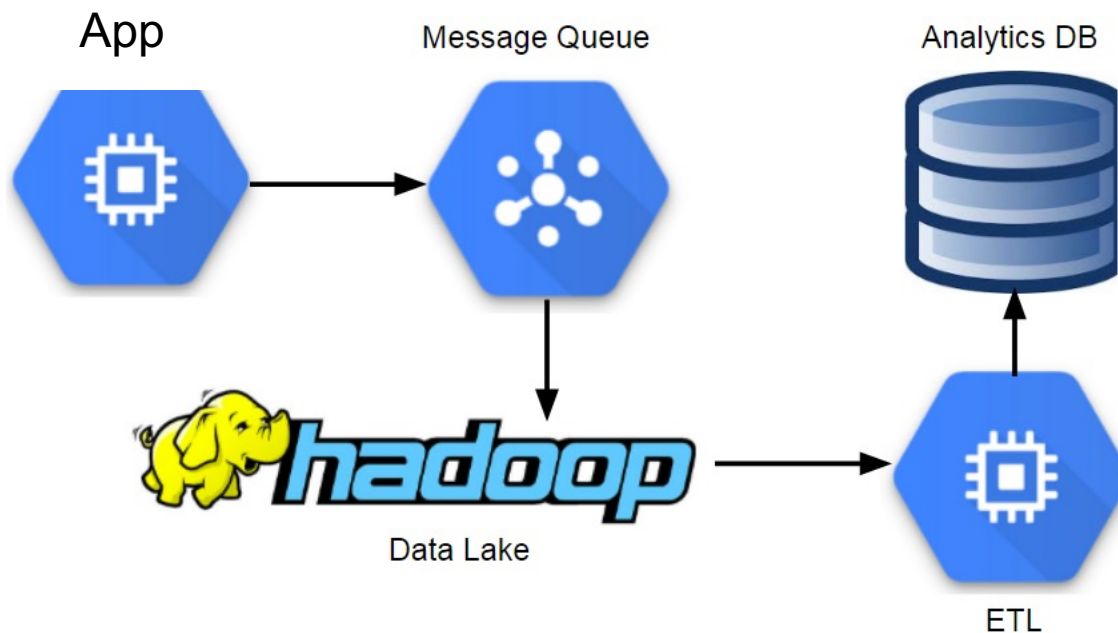 App
Message Queue
Analytics DB
hadoop
Data Lake
ETL